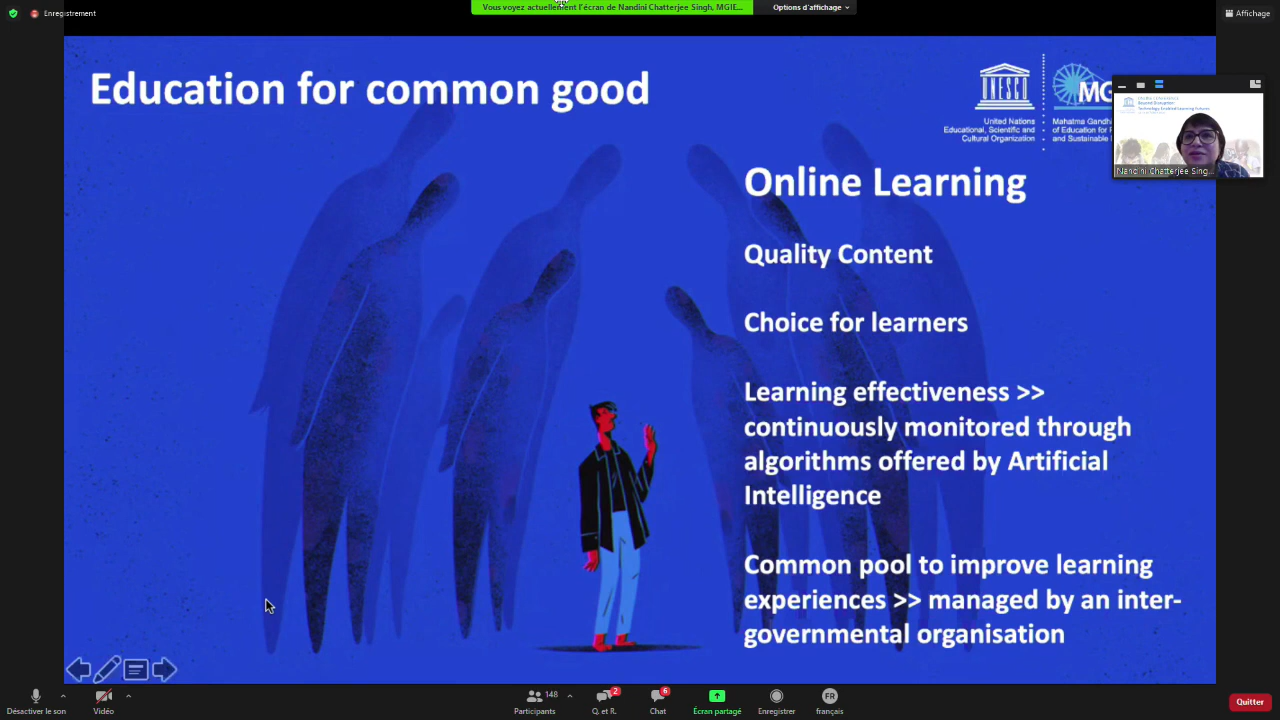 Enregistrement
Vous voyez actuellement l'écran de Nandini Chatterjee Singh, MGIE...
Options d'affichage
Affichage
Education for common good
UNESCO
MG
United Nations
Educational, Scientific and
Cultural Organization
Mahatma Gandhi
of Education for
and Sustainable
Nandini Chatterjee Sing...
Online Learning
Quality Content
Choice for learners
Learning effectiveness >>
continuously monitored through
algorithms offered by Artificial
Intelligence
Common pool to improve learning
experiences >> managed by an inter-
governmental organisation
Désactiver le son
Vidéo
148
Participants
2
Q. et R.
6
Chat
Écran partagé
Enregistrer
FR
français
Quitter